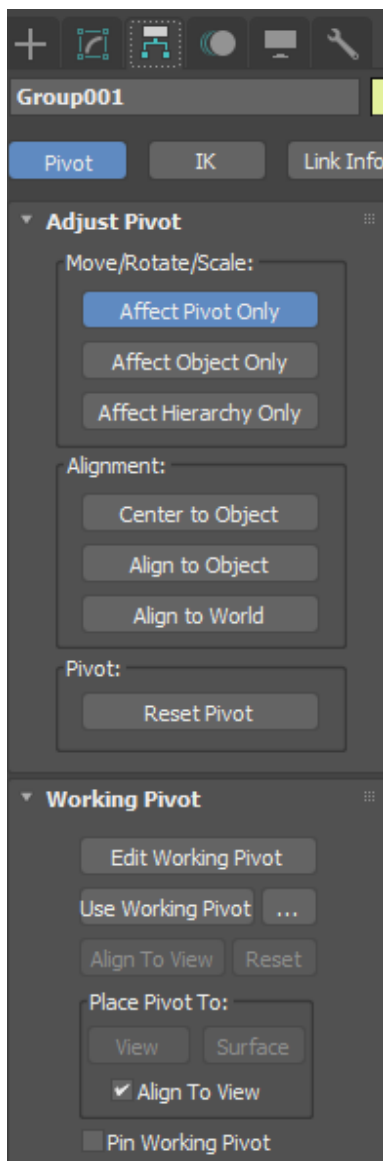 Group001
Pivot IK Link Info
Adjust Pivot
Move/Rotate/Scale:
Affect Pivot Only
Affect Object Only
Affect Hierarchy Only
Alignment:
Center to Object
Align to Object
Align to World
Pivot:
Reset Pivot
Working Pivot
Edit Working Pivot
Use Working Pivot ...
Align To View Reset
Place Pivot To:
View Surface
Align To View
Pin Working Pivot